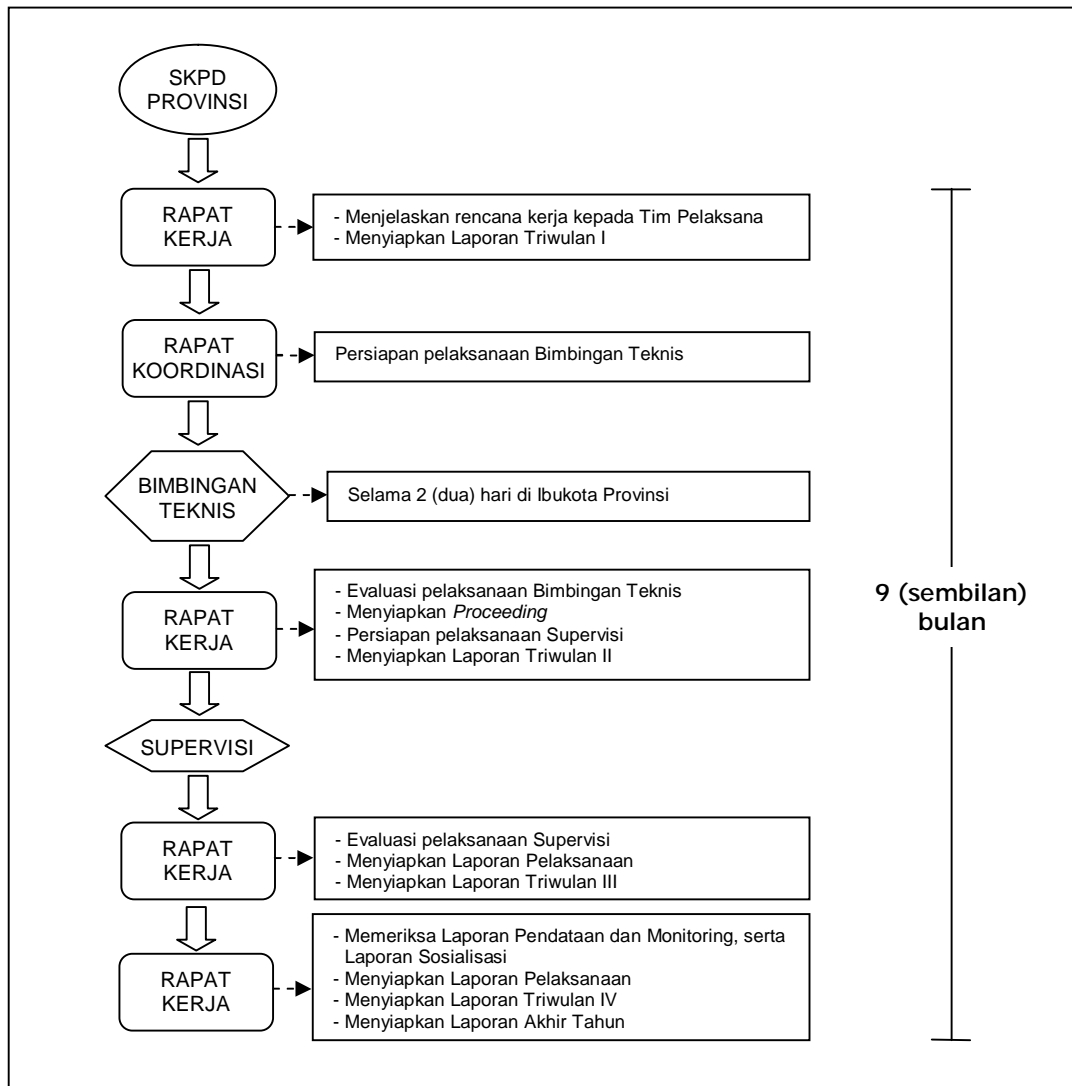 SKPD
PROVINSI
RAPAT
KERJA
- Menjelaskan rencana kerja kepada Tim Pelaksana
- Menyiapkan Laporan Triwulan I
RAPAT
KOORDINASI
Persiapan pelaksanaan Bimbingan Teknis
BIMBINGAN
TEKNIS
Selama 2 (dua) hari di Ibukota Provinsi
RAPAT
KERJA
- Evaluasi pelaksanaan Bimbingan Teknis
- Menyiapkan Proceeding
- Persiapan pelaksanaan Supervisi
- Menyiapkan Laporan Triwulan II
SUPERVISI
RAPAT
KERJA
- Evaluasi pelaksanaan Supervisi
- Menyiapkan Laporan Pelaksanaan
- Menyiapkan Laporan Triwulan III
RAPAT
KERJA
- Memeriksa Laporan Pendataan dan Monitoring, serta
Laporan Sosialisasi
- Menyiapkan Laporan Pelaksanaan
- Menyiapkan Laporan Triwulan IV
- Menyiapkan Laporan Akhir Tahun
9 (sembilan)
bulan